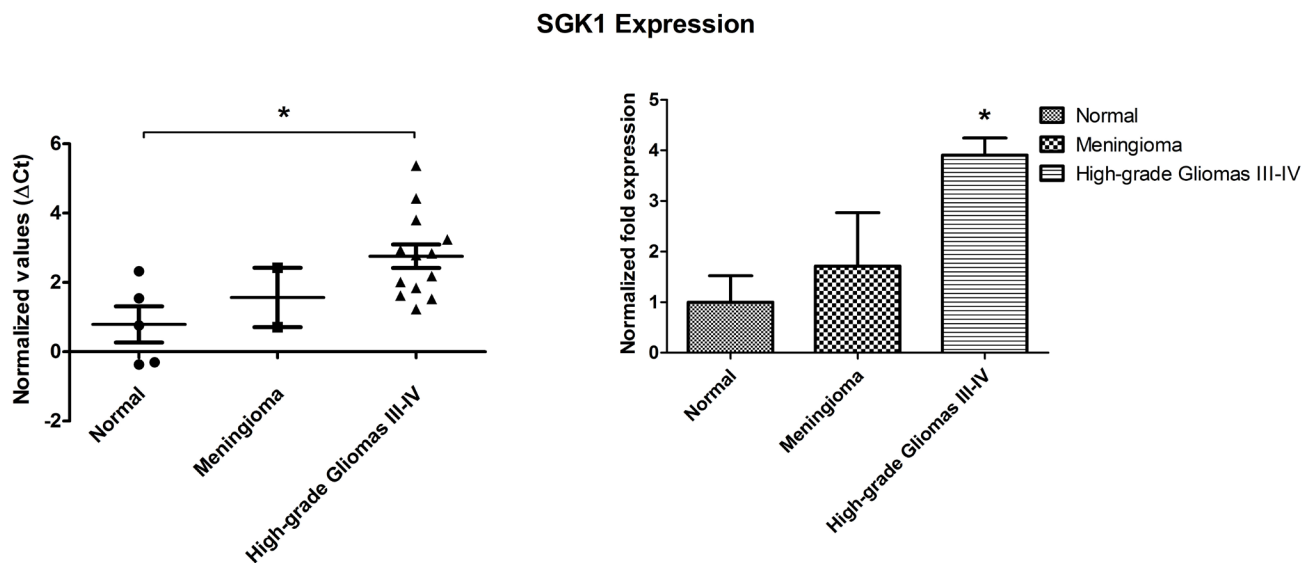 SGK1 Expression
*
Normalized values (ΔCt)
6
4
2
0
-2
Normal
Meningioma
High-grade Gliomas III-IV
Normalized fold expression
5
4
3
2
1
0
*
Normal
Meningioma
High-grade Gliomas III-IV
Normal
Meningioma
High-grade Gliomas III-IV